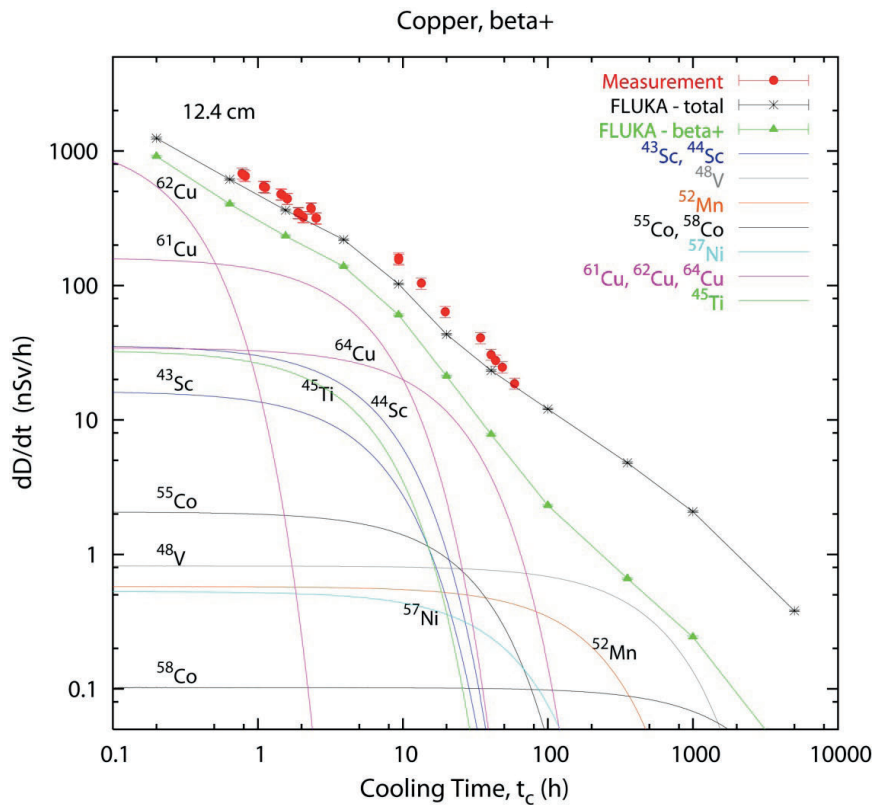 Copper, beta+
12.4 cm
Measurement
FLUKA - total
FLUKA - beta+
⁴³Sc, ⁴⁴Sc
⁴⁸V
⁵²Mn
⁵⁵Co, ⁵⁸Co
⁵⁷Ni
⁶¹Cu, ⁶²Cu, ⁶⁴Cu
⁴⁵Ti
⁶²Cu
⁶¹Cu
⁶⁴Cu
⁴³Sc
⁴⁵Ti
⁴⁴Sc
⁵⁵Co
⁴⁸V
⁵⁷Ni
⁵²Mn
⁵⁸Co
dD/dt (nSv/h)
1000
100
10
1
0.1
0.1
1
10
100
1000
10000
Cooling Time, t_c (h)